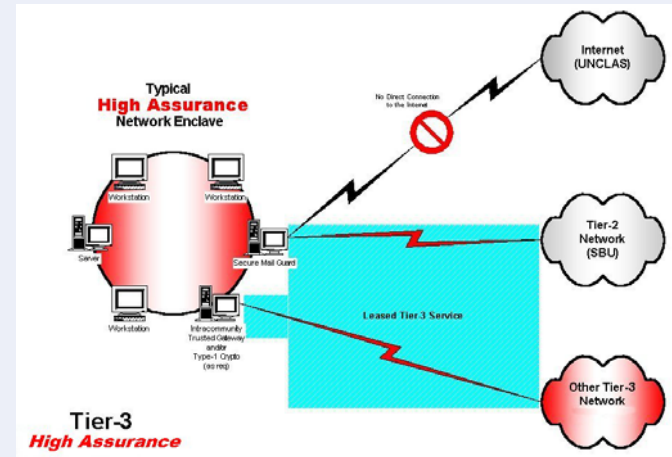 Typical
High Assurance
Network Enclave
No Direct Connection
to the Internet
Internet
(UNCLAS)
Workstation
Workstation
Server
Secure Mail Guard
Tier-2
Network
(SBU)
Workstation
Intracommunity
Trusted Gateway
and/or
Type-1 Crypto
(as req)
Leased Tier-3 Service
Other Tier-3
Network
Tier-3
High Assurance